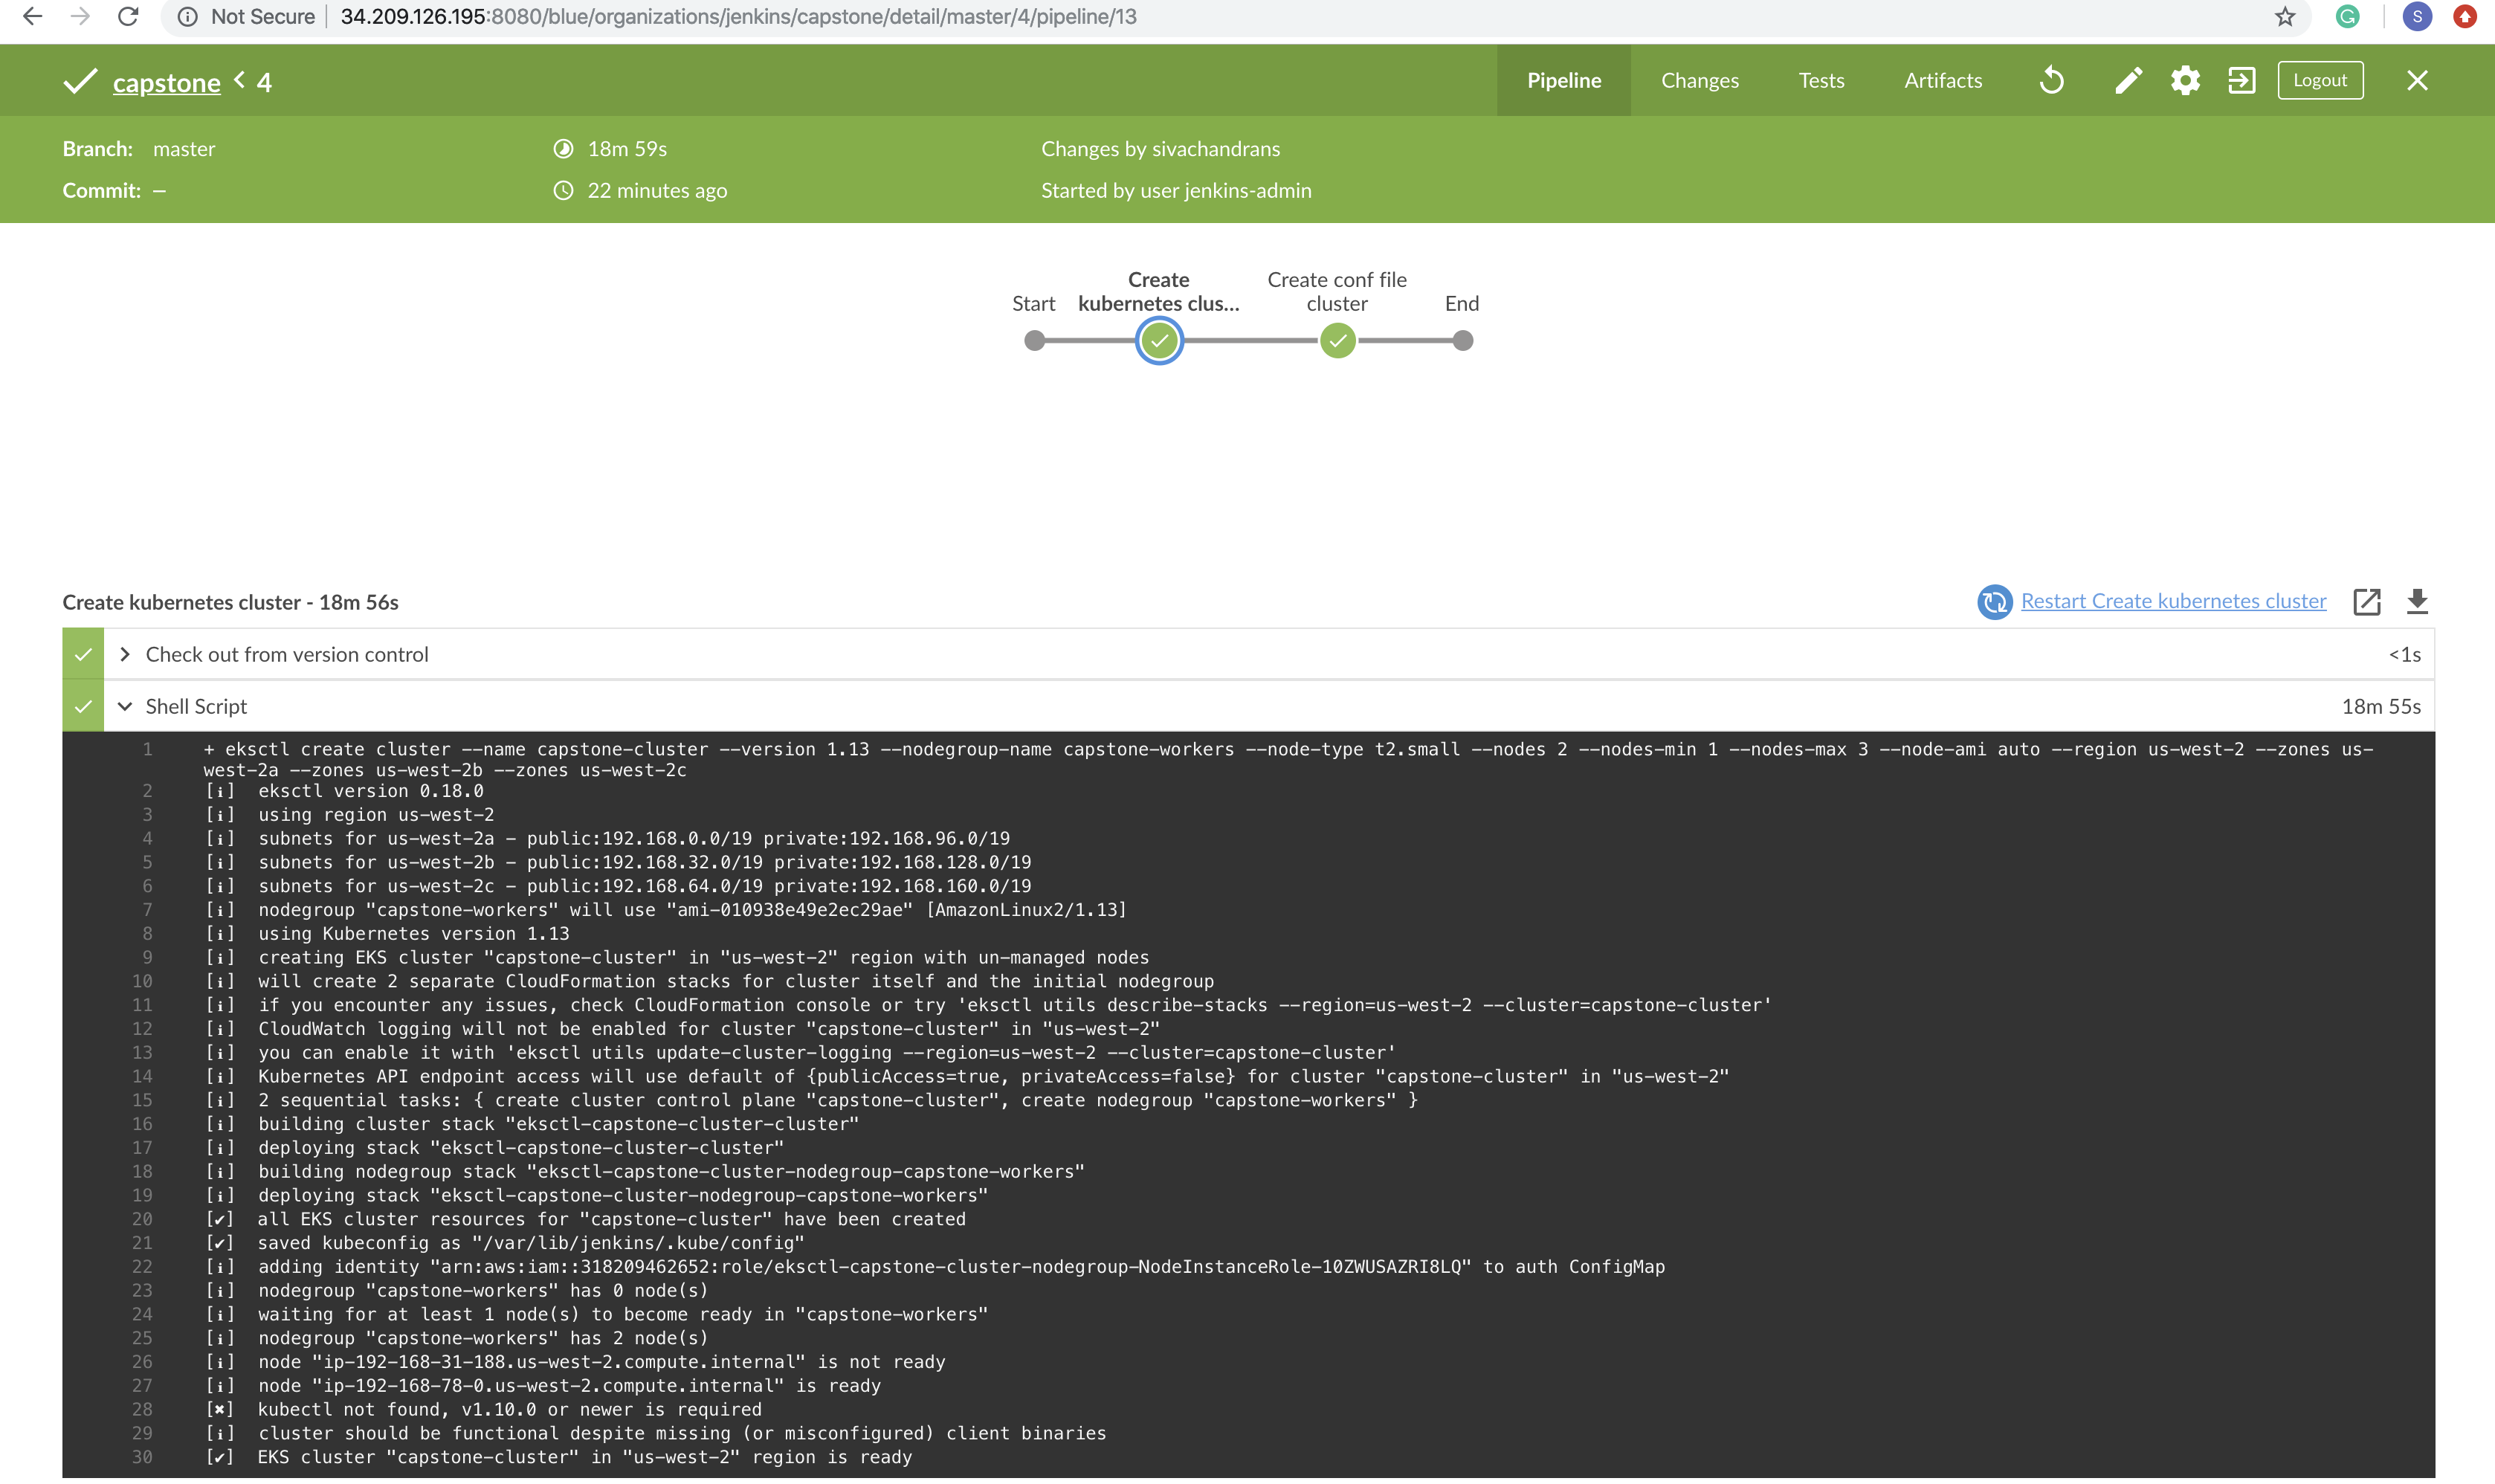 Not Secure | 34.209.126.195:8080/blue/organizations/jenkins/capstone/detail/master/4/pipeline/13
S
capstone < 4
Pipeline Changes Tests Artifacts Logout
Branch: master 18m 59s Changes by sivachandrans
Commit: – 22 minutes ago Started by user jenkins-admin
Create Create conf file
Start kubernetes clus... cluster End
Create kubernetes cluster - 18m 56s Restart Create kubernetes cluster
Check out from version control <1s
Shell Script 18m 55s
1 + eksctl create cluster --name capstone-cluster --version 1.13 --nodegroup-name capstone-workers --node-type t2.small --nodes 2 --nodes-min 1 --nodes-max 3 --node-ami auto --region us-west-2 --zones us-
west-2a --zones us-west-2b --zones us-west-2c
2 [ℹ] eksctl version 0.18.0
3 [ℹ] using region us-west-2
4 [ℹ] subnets for us-west-2a - public:192.168.0.0/19 private:192.168.96.0/19
5 [ℹ] subnets for us-west-2b - public:192.168.32.0/19 private:192.168.128.0/19
6 [ℹ] subnets for us-west-2c - public:192.168.64.0/19 private:192.168.160.0/19
7 [ℹ] nodegroup "capstone-workers" will use "ami-010938e49e2ec29ae" [AmazonLinux2/1.13]
8 [ℹ] using Kubernetes version 1.13
9 [ℹ] creating EKS cluster "capstone-cluster" in "us-west-2" region with un-managed nodes
10 [ℹ] will create 2 separate CloudFormation stacks for cluster itself and the initial nodegroup
11 [ℹ] if you encounter any issues, check CloudFormation console or try 'eksctl utils describe-stacks --region=us-west-2 --cluster=capstone-cluster'
12 [ℹ] CloudWatch logging will not be enabled for cluster "capstone-cluster" in "us-west-2"
13 [ℹ] you can enable it with 'eksctl utils update-cluster-logging --region=us-west-2 --cluster=capstone-cluster'
14 [ℹ] Kubernetes API endpoint access will use default of {publicAccess=true, privateAccess=false} for cluster "capstone-cluster" in "us-west-2"
15 [ℹ] 2 sequential tasks: { create cluster control plane "capstone-cluster", create nodegroup "capstone-workers" }
16 [ℹ] building cluster stack "eksctl-capstone-cluster-cluster"
17 [ℹ] deploying stack "eksctl-capstone-cluster-cluster"
18 [ℹ] building nodegroup stack "eksctl-capstone-cluster-nodegroup-capstone-workers"
19 [ℹ] deploying stack "eksctl-capstone-cluster-nodegroup-capstone-workers"
20 [✔] all EKS cluster resources for "capstone-cluster" have been created
21 [✔] saved kubeconfig as "/var/lib/jenkins/.kube/config"
22 [ℹ] adding identity "arn:aws:iam::318209462652:role/eksctl-capstone-cluster-nodegroup-NodeInstanceRole-10ZWUSAZRI8LQ" to auth ConfigMap
23 [ℹ] nodegroup "capstone-workers" has 0 node(s)
24 [ℹ] waiting for at least 1 node(s) to become ready in "capstone-workers"
25 [ℹ] nodegroup "capstone-workers" has 2 node(s)
26 [ℹ] node "ip-192-168-31-188.us-west-2.compute.internal" is not ready
27 [ℹ] node "ip-192-168-78-0.us-west-2.compute.internal" is ready
28 [✖] kubectl not found, v1.10.0 or newer is required
29 [ℹ] cluster should be functional despite missing (or misconfigured) client binaries
30 [✔] EKS cluster "capstone-cluster" in "us-west-2" region is ready